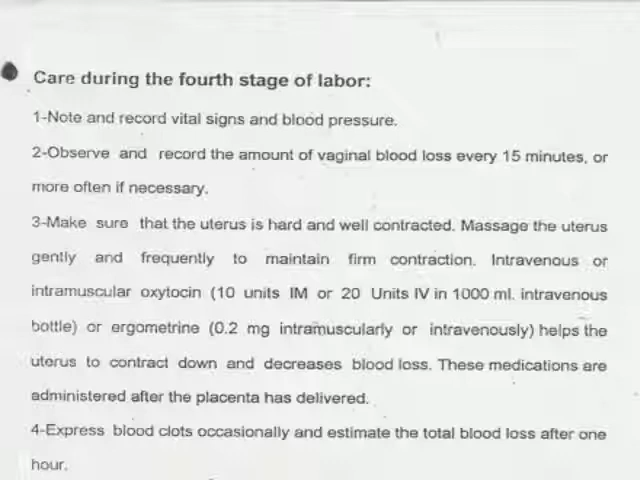 Care during the fourth stage of labor:
1-Note and record vital signs and blood pressure.
2-Observe and record the amount of vaginal blood loss every 15 minutes, or
more often if necessary.
3-Make sure that the uterus is hard and well contracted. Massage the uterus
gently and frequently to maintain firm contraction. Intravenous or
intramuscular oxytocin (10 units IM or 20 Units IV in 1000 ml. intravenous
bottle) or ergometrine (0.2 mg intramuscularly or intravenously) helps the
uterus to contract down and decreases blood loss. These medications are
administered after the placenta has delivered.
4-Express blood clots occasionally and estimate the total blood loss after one
hour.